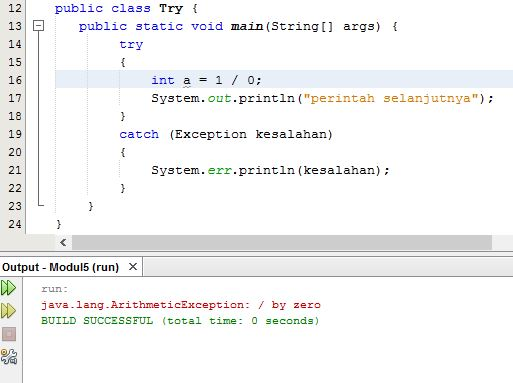 12 public class Try {
13 public static void main(String[] args) {
14 try
15 {
16 int a = 1 / 0;
17 System.out.println("perintah selanjutnya");
18 }
19 catch (Exception kesalahan)
20 {
21 System.err.println(kesalahan);
22 }
23 }
24 }
Output - Modul5 (run)
run:
java.lang.ArithmeticException: / by zero
BUILD SUCCESSFUL (total time: 0 seconds)